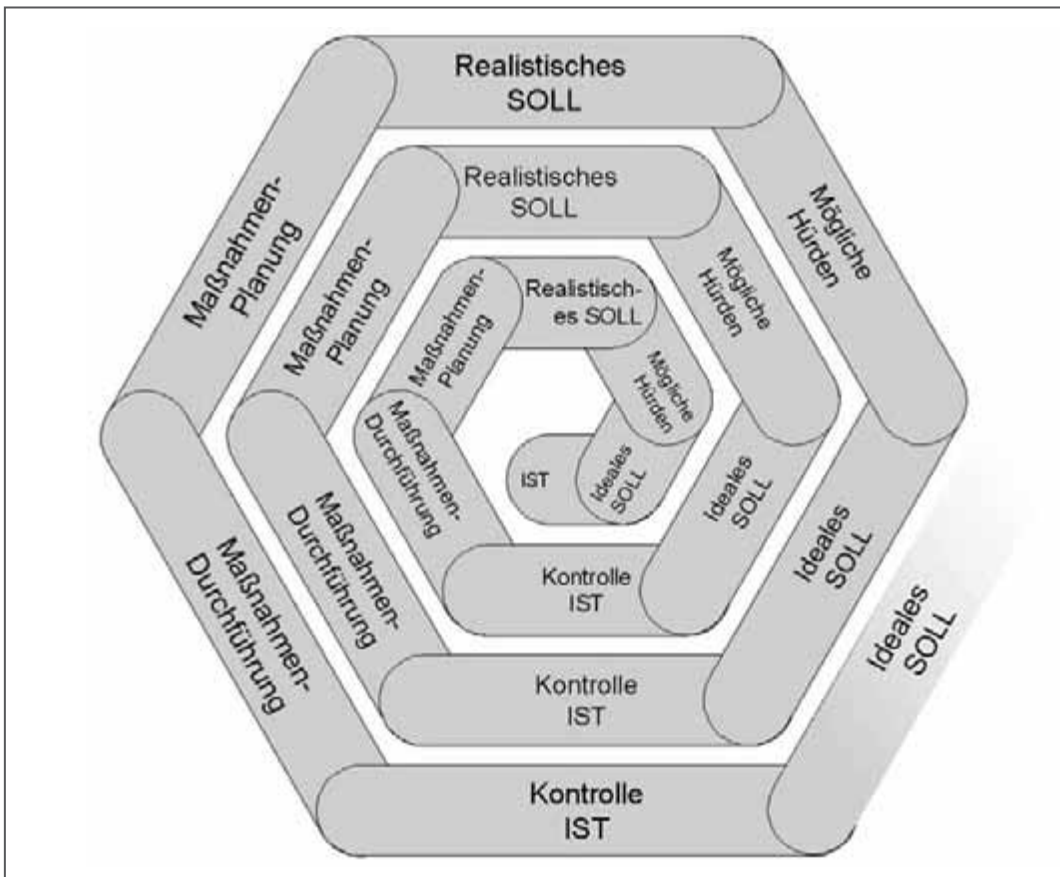 Realistisches
SOLL
Mögliche
Hürden
Ideales
SOLL
Kontrolle
IST
Maßnahmen-
Durchführung
Maßnahmen-
Planung
Realistisches
SOLL
Mögliche
Hürden
Ideales
SOLL
Kontrolle
IST
Maßnahmen-
Durchführung
Maßnahmen-
Planung
Realistisch-
es SOLL
Mögliche
Hürden
Ideales
SOLL
IST
Kontrolle
IST
Maßnahmen-
Durchführung
Maßnahmen-
Planung
Ideales
SOLL